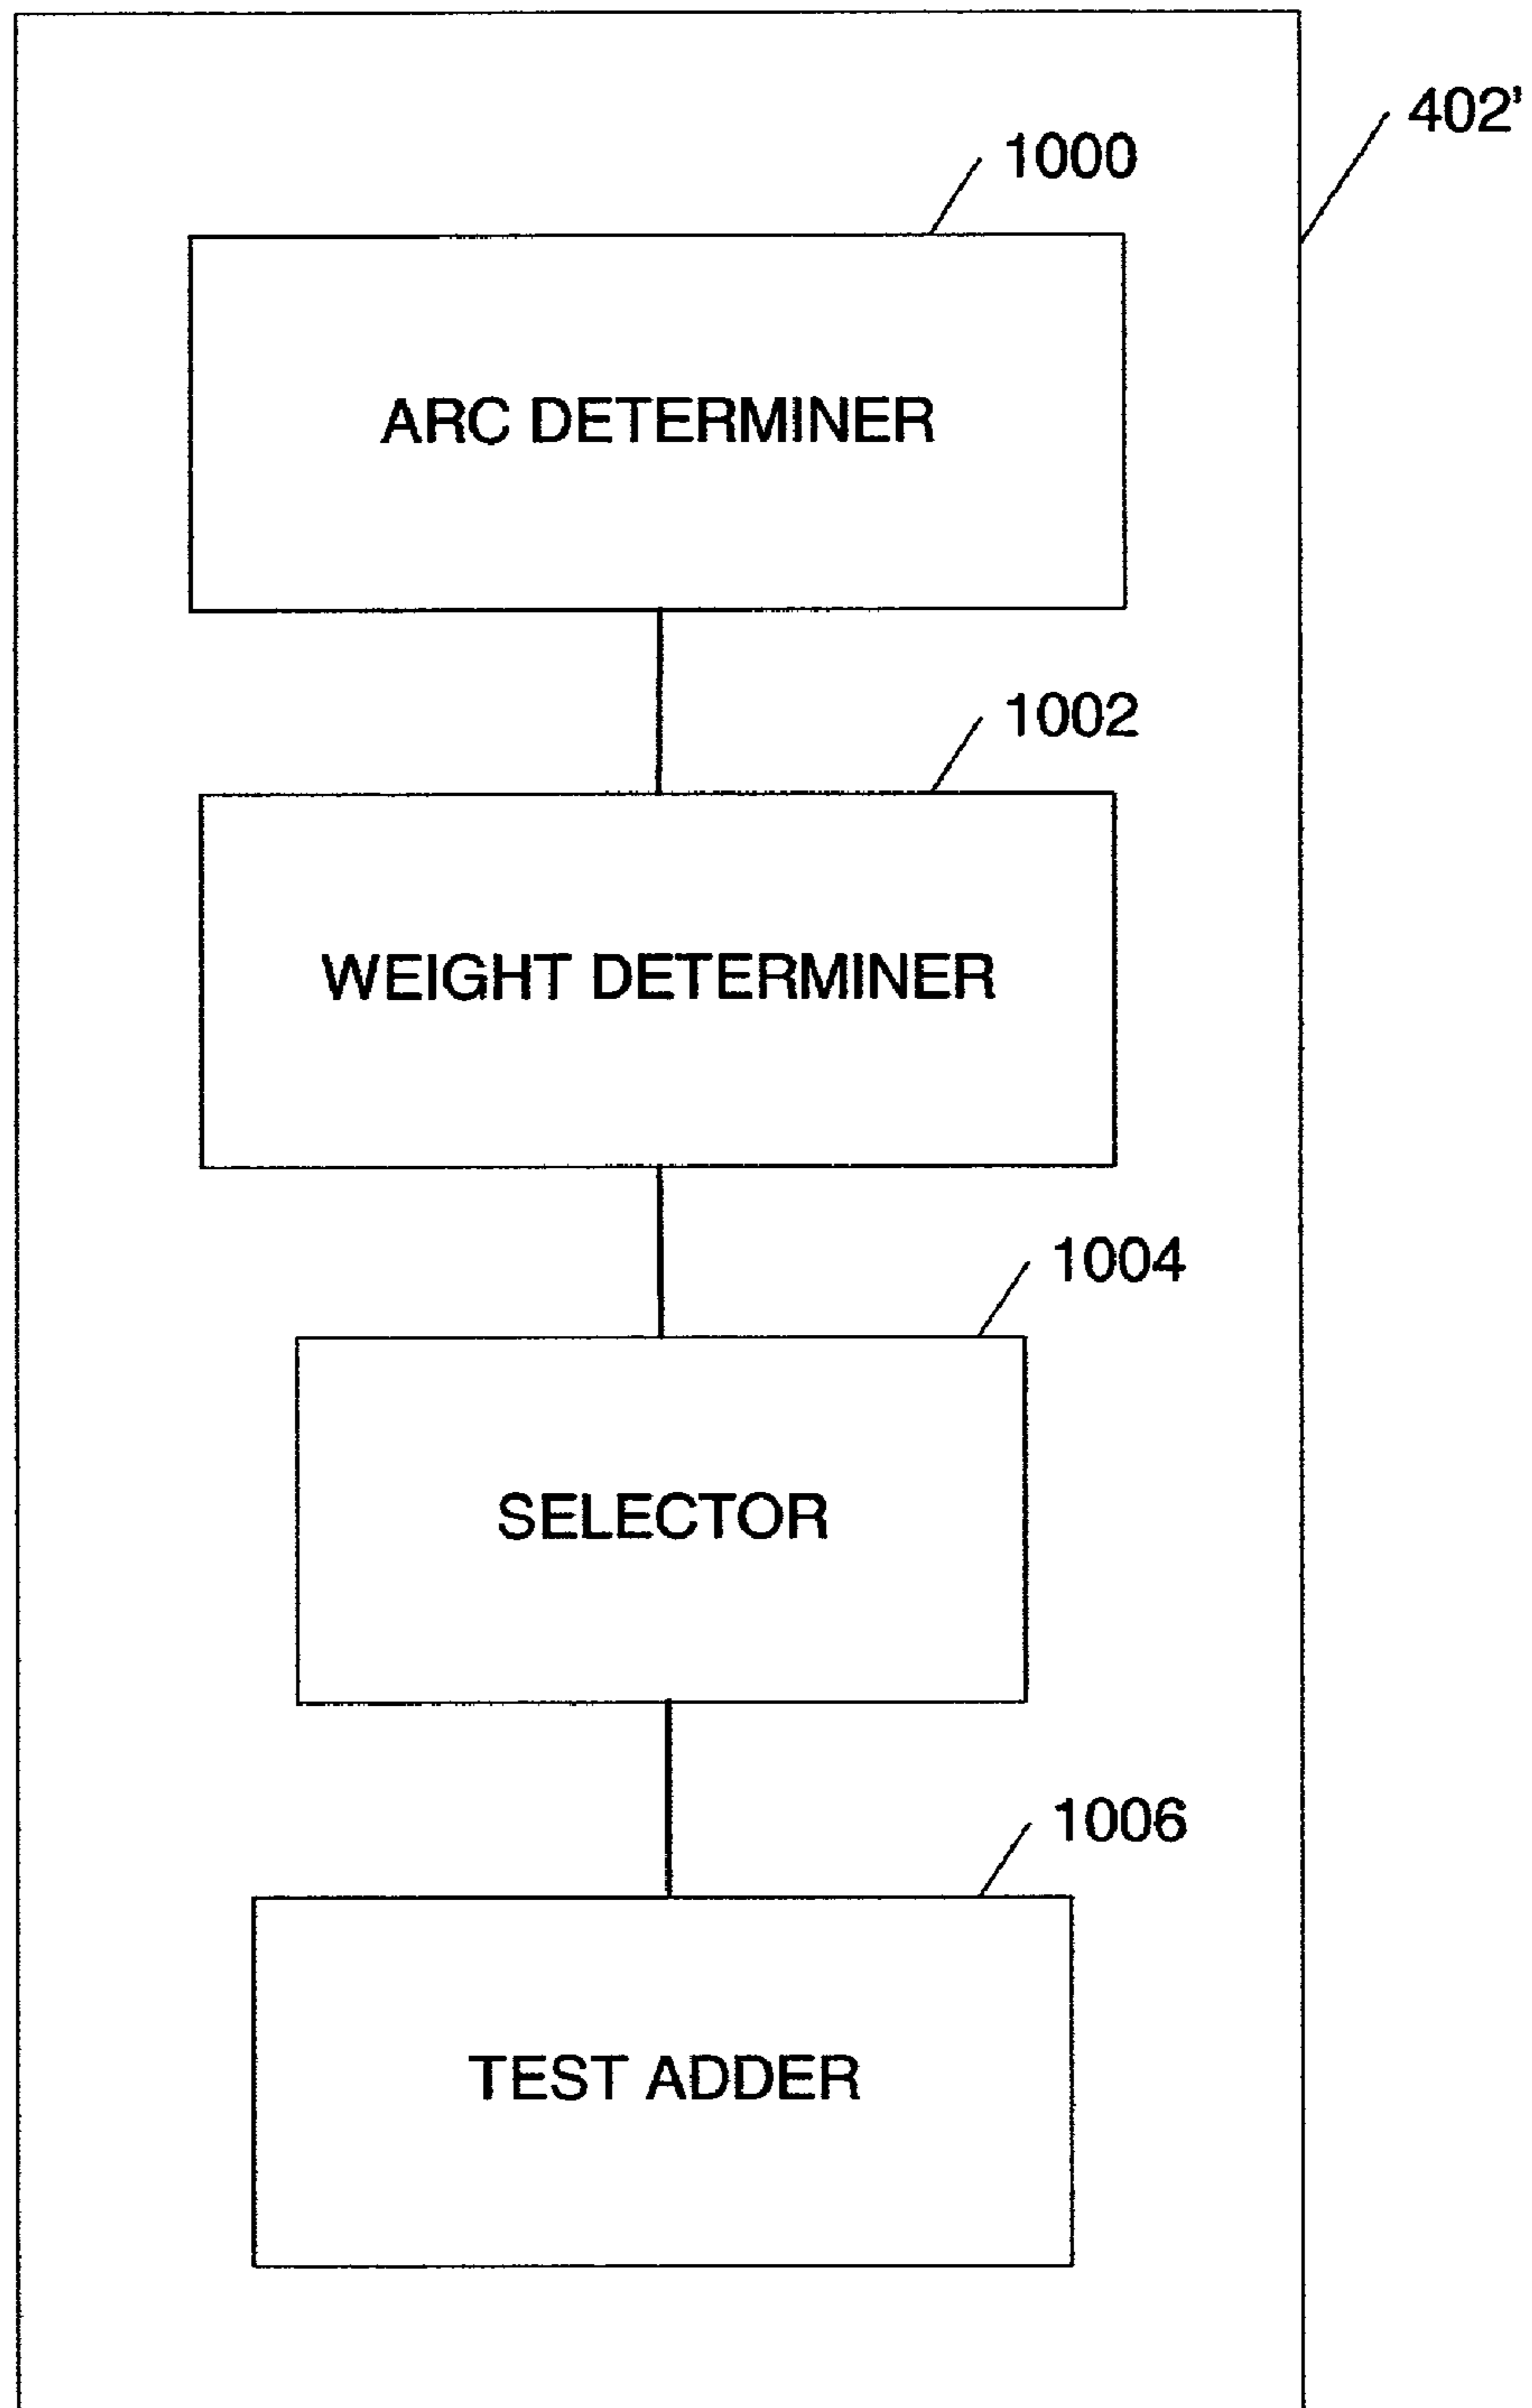 402'
1000
ARC DETERMINER
1002
WEIGHT DETERMINER
1004
SELECTOR
1006
TEST ADDER